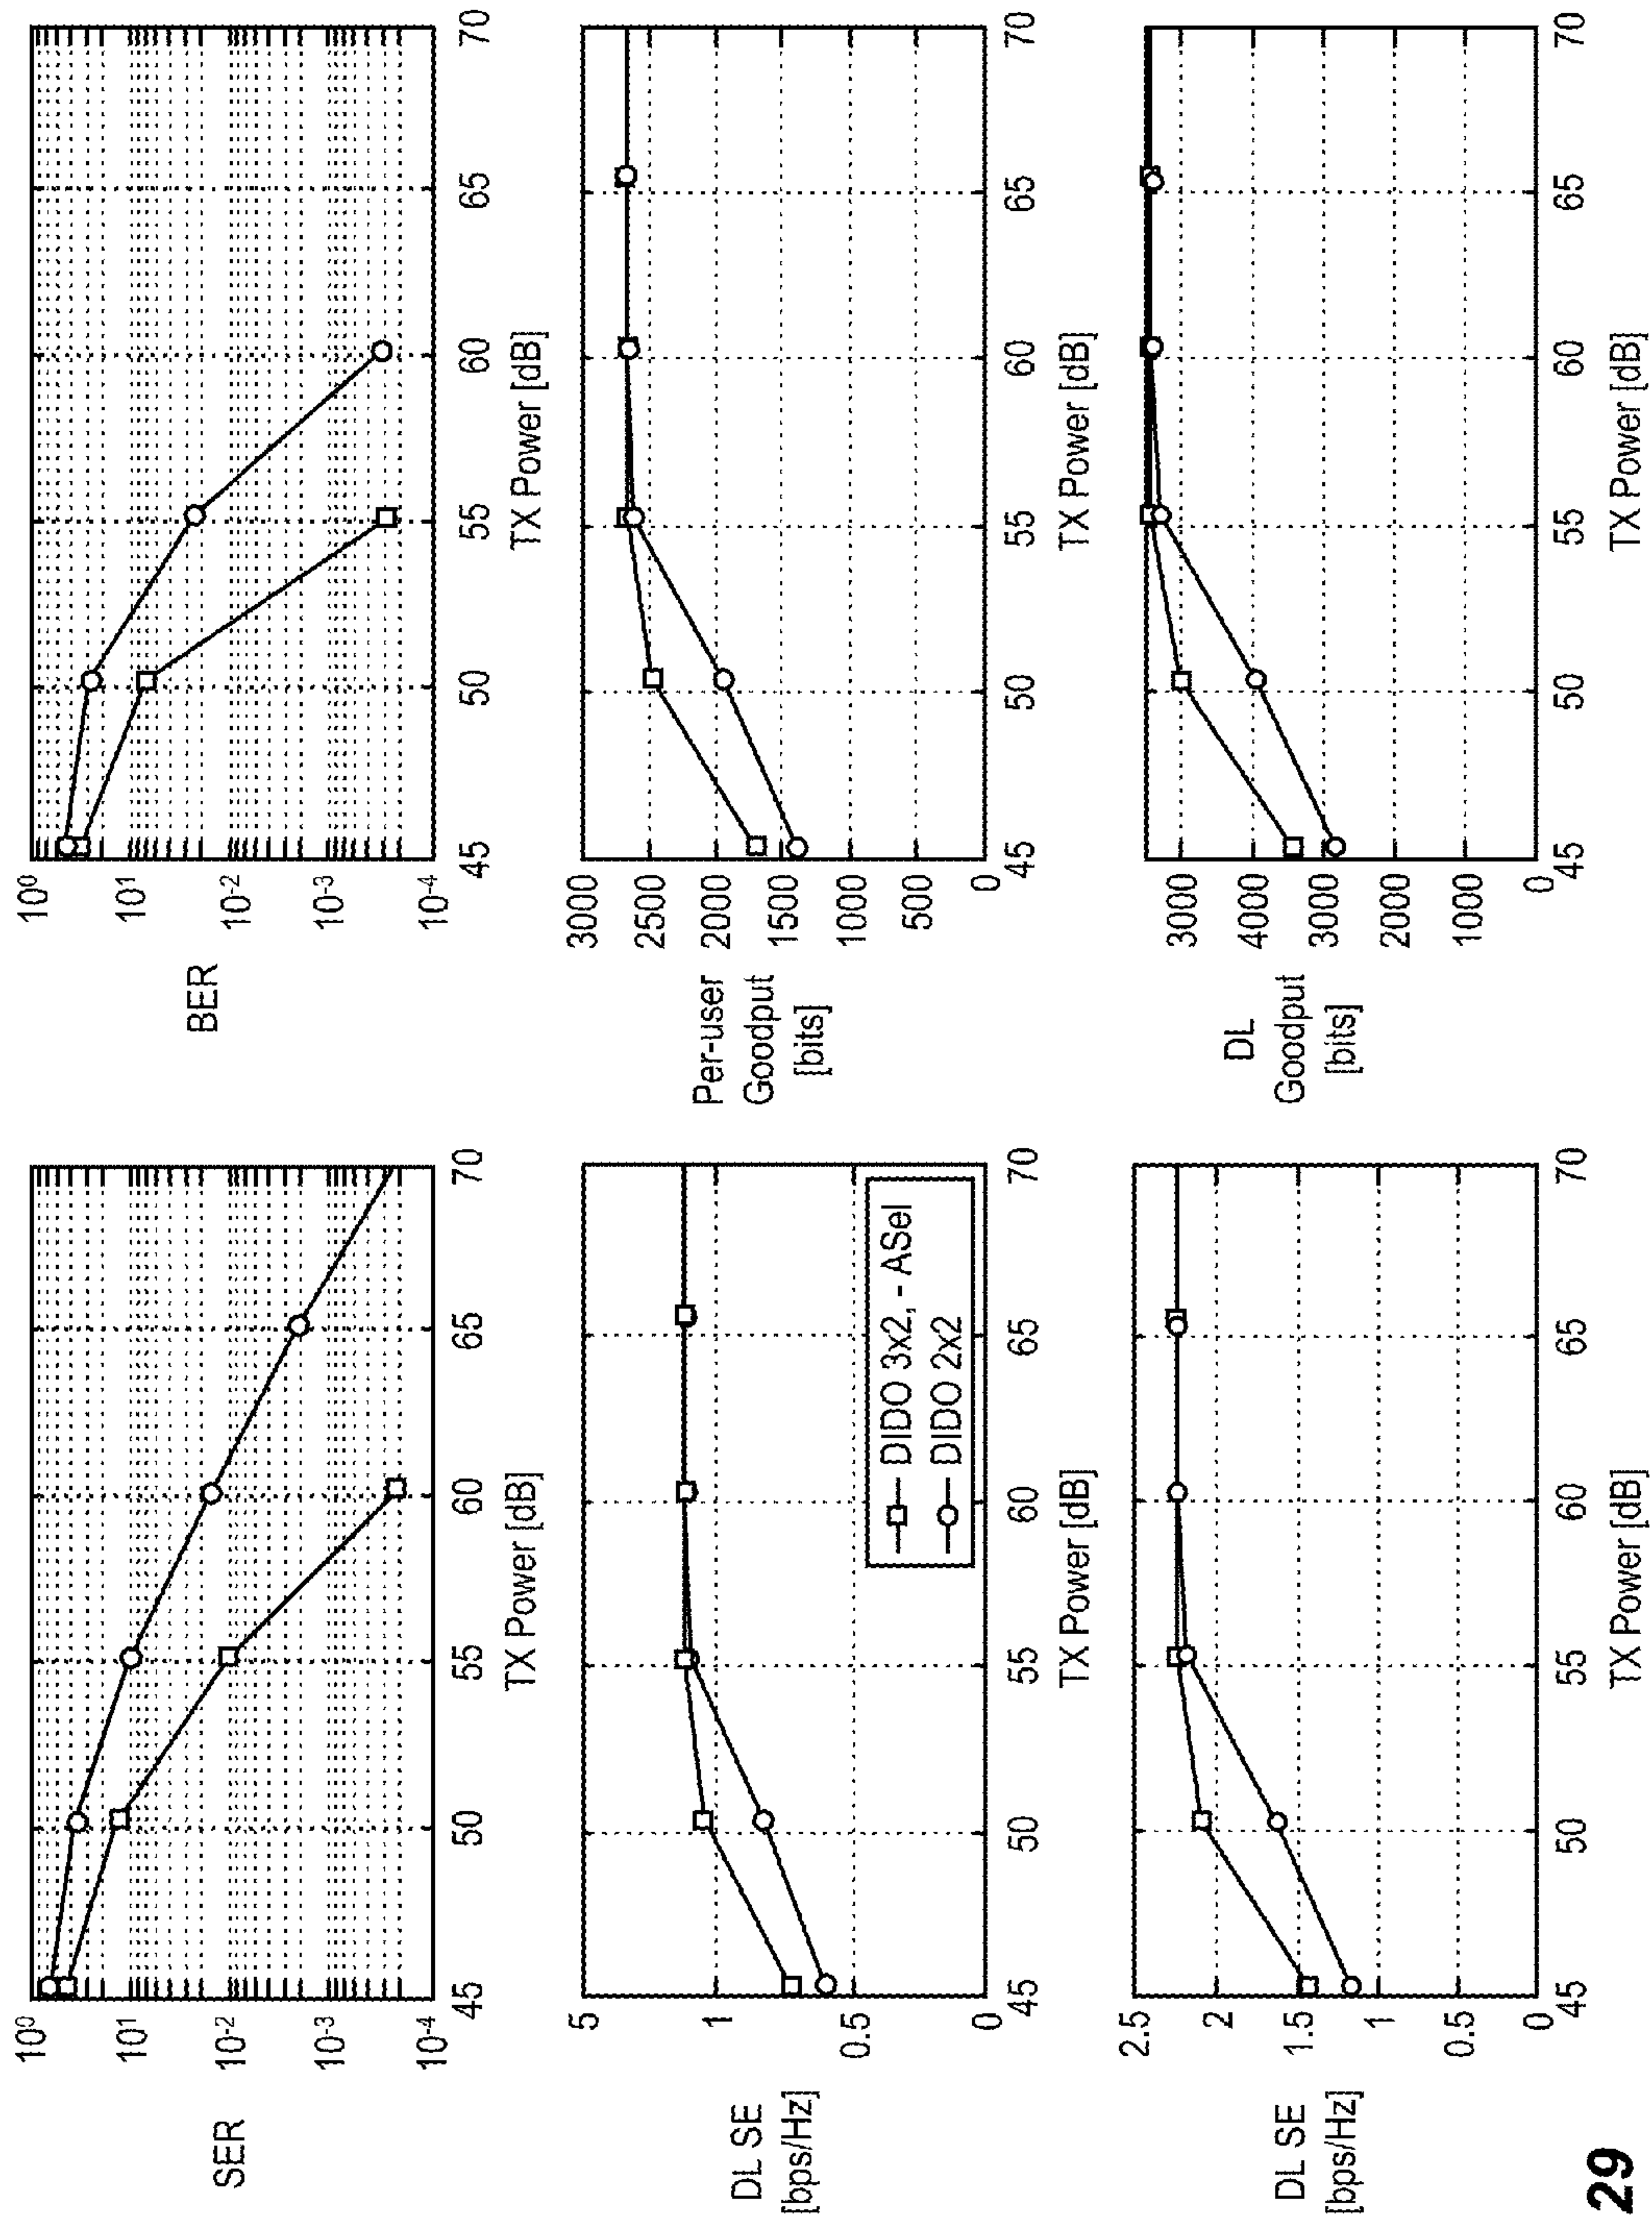 SER
10⁰
10¹
10⁻²
10⁻³
10⁻⁴
45 50 55 60 65 70
TX Power [dB]
BER
10⁰
10¹
10⁻²
10⁻³
10⁻⁴
45 50 55 60 65 70
TX Power [dB]
DL SE
[bps/Hz]
5
1
0.5
0
45 50 55 60 65 70
TX Power [dB]
DIDO 3x2, - ASel
DIDO 2x2
Per-user
Goodput
[bits]
3000
2500
2000
1500
1000
500
0
45 50 55 60 65 70
TX Power [dB]
DL SE
[bps/Hz]
2.5
2
1.5
1
0.5
0
45 50 55 60 65 70
TX Power [dB]
DL
Goodput
[bits]
3000
4000
3000
2000
1000
0
45 50 55 60 65 70
TX Power [dB]
29